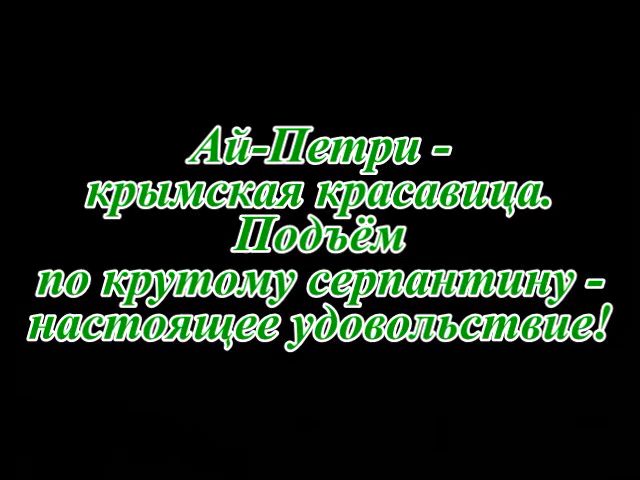 Ай-Петри -
крымская красавица.
Подъём
по крутому серпантину -
настоящее удовольствие!